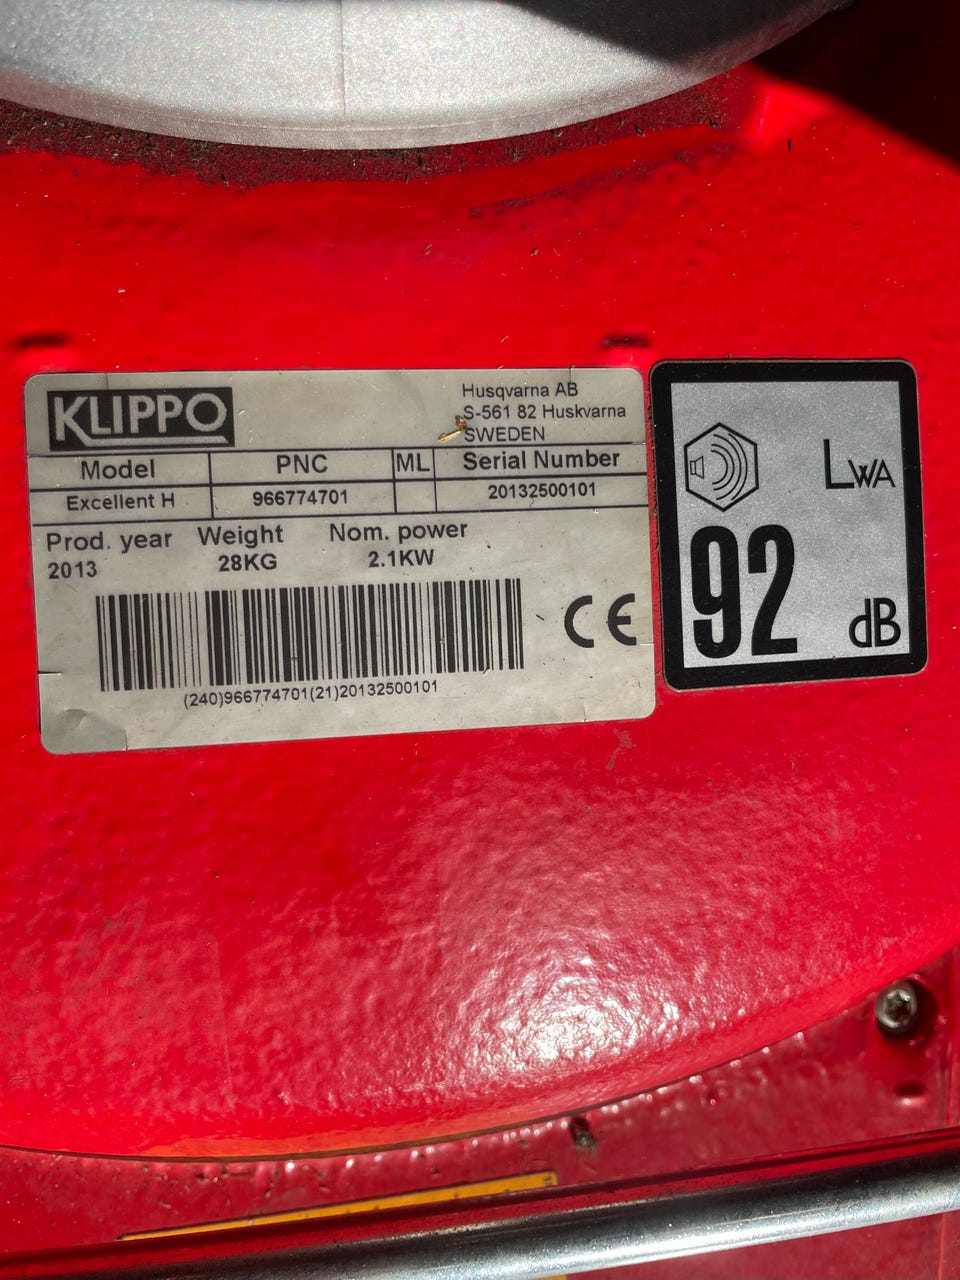 KLIPPO
Husqvarna AB
S-561 82 Huskvarna
SWEDEN
Model PNC ML Serial Number
Excellent H 966774701 20132500101
Prod. year Weight Nom. power
2013 28KG 2.1KW
CE
(240)966774701(21)20132500101
LWA
92
dB